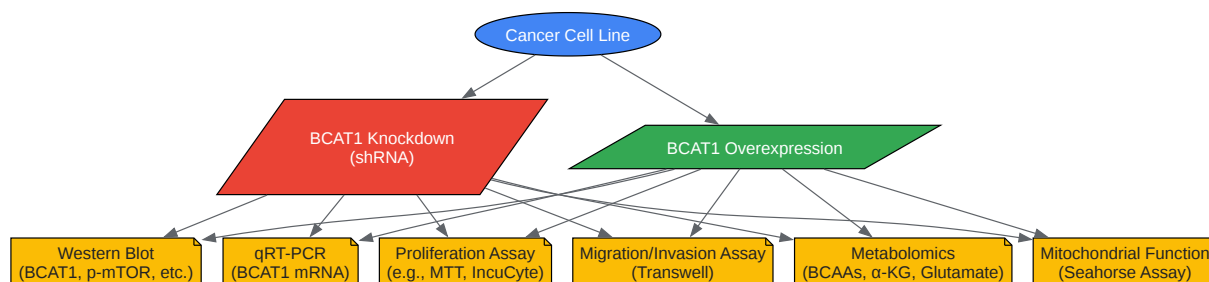 Cancer Cell Line
BCAT1 Knockdown
(shRNA)
BCAT1 Overexpression
Western Blot
(BCAT1, p-mTOR, etc.)
qRT-PCR
(BCAT1 mRNA)
Proliferation Assay
(e.g., MTT, IncuCyte)
Migration/Invasion Assay
(Transwell)
Metabolomics
(BCAAs, α-KG, Glutamate)
Mitochondrial Function
(Seahorse Assay)